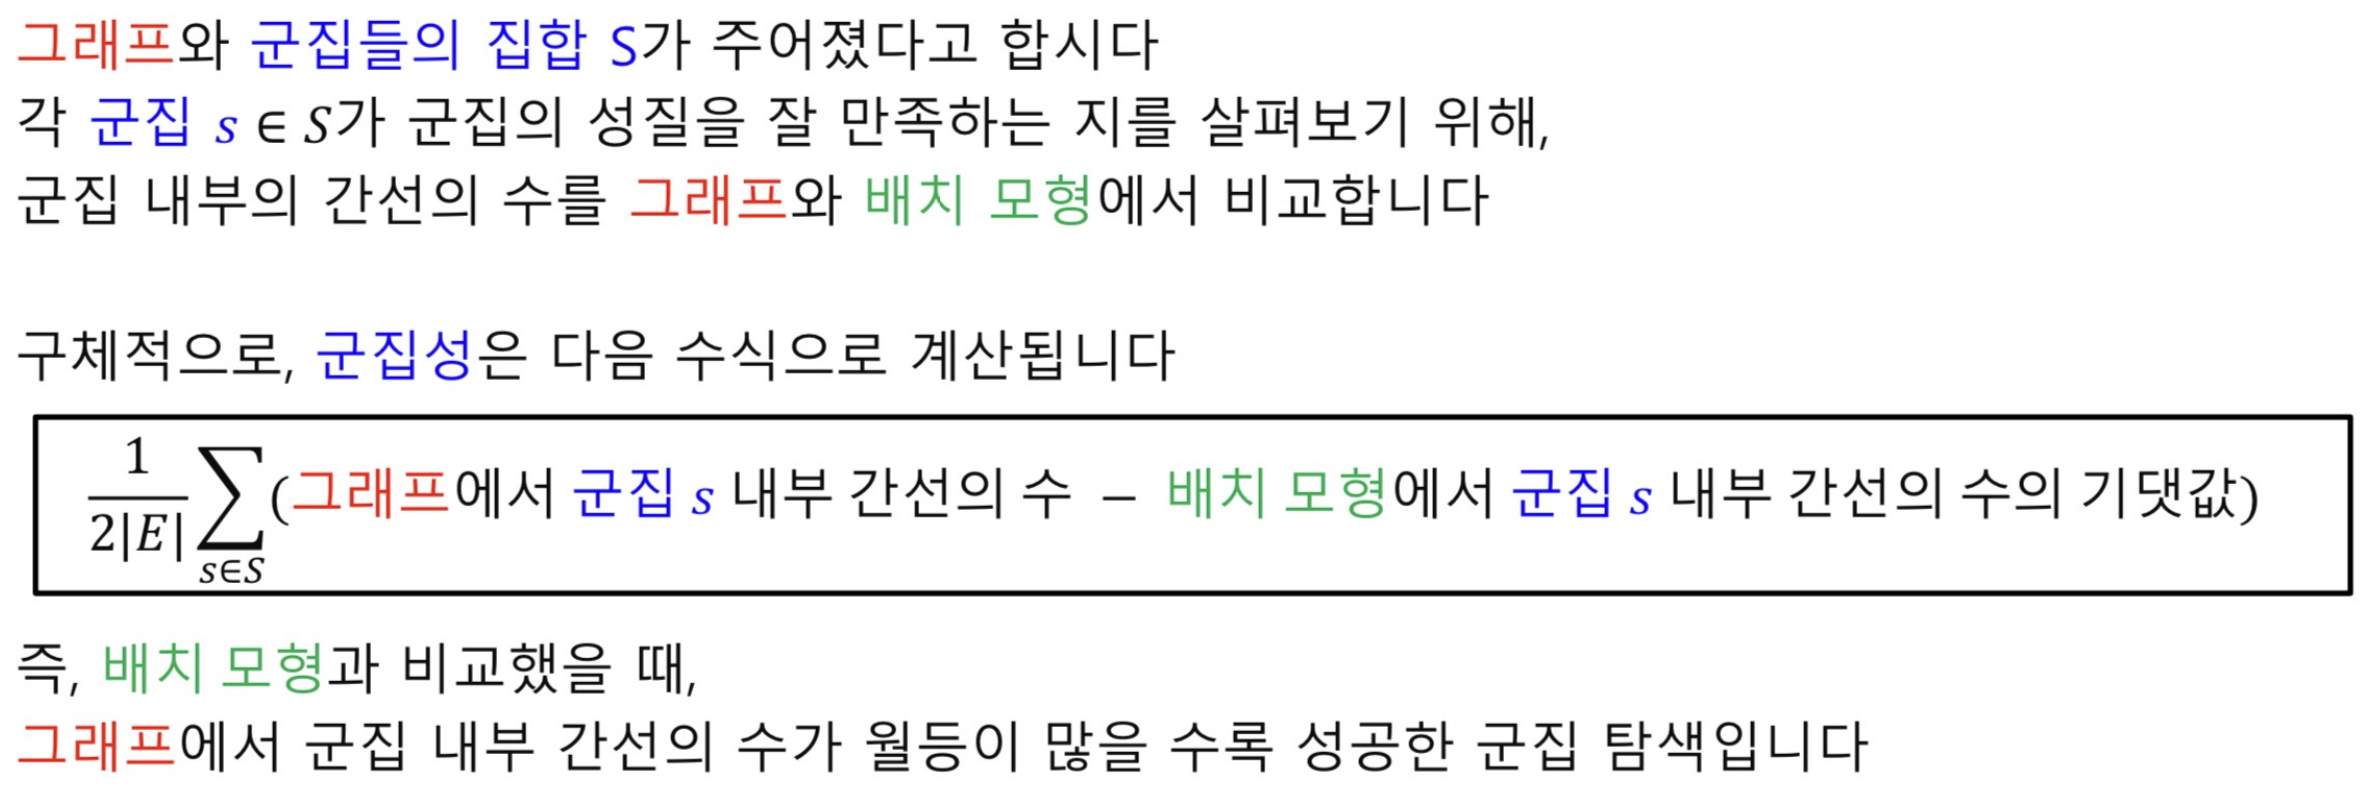 그래프와 군집들의 집합 S가 주어졌다고 합시다
각 군집 s ∈ S가 군집의 성질을 잘 만족하는 지를 살펴보기 위해,
군집 내부의 간선의 수를 그래프와 배치 모형에서 비교합니다
구체적으로, 군집성은 다음 수식으로 계산됩니다
1/2|E| ∑s∈S (그래프에서 군집 s 내부 간선의 수 − 배치 모형에서 군집 s 내부 간선의 수의 기댓값)
즉, 배치 모형과 비교했을 때,
그래프에서 군집 내부 간선의 수가 월등이 많을 수록 성공한 군집 탐색입니다